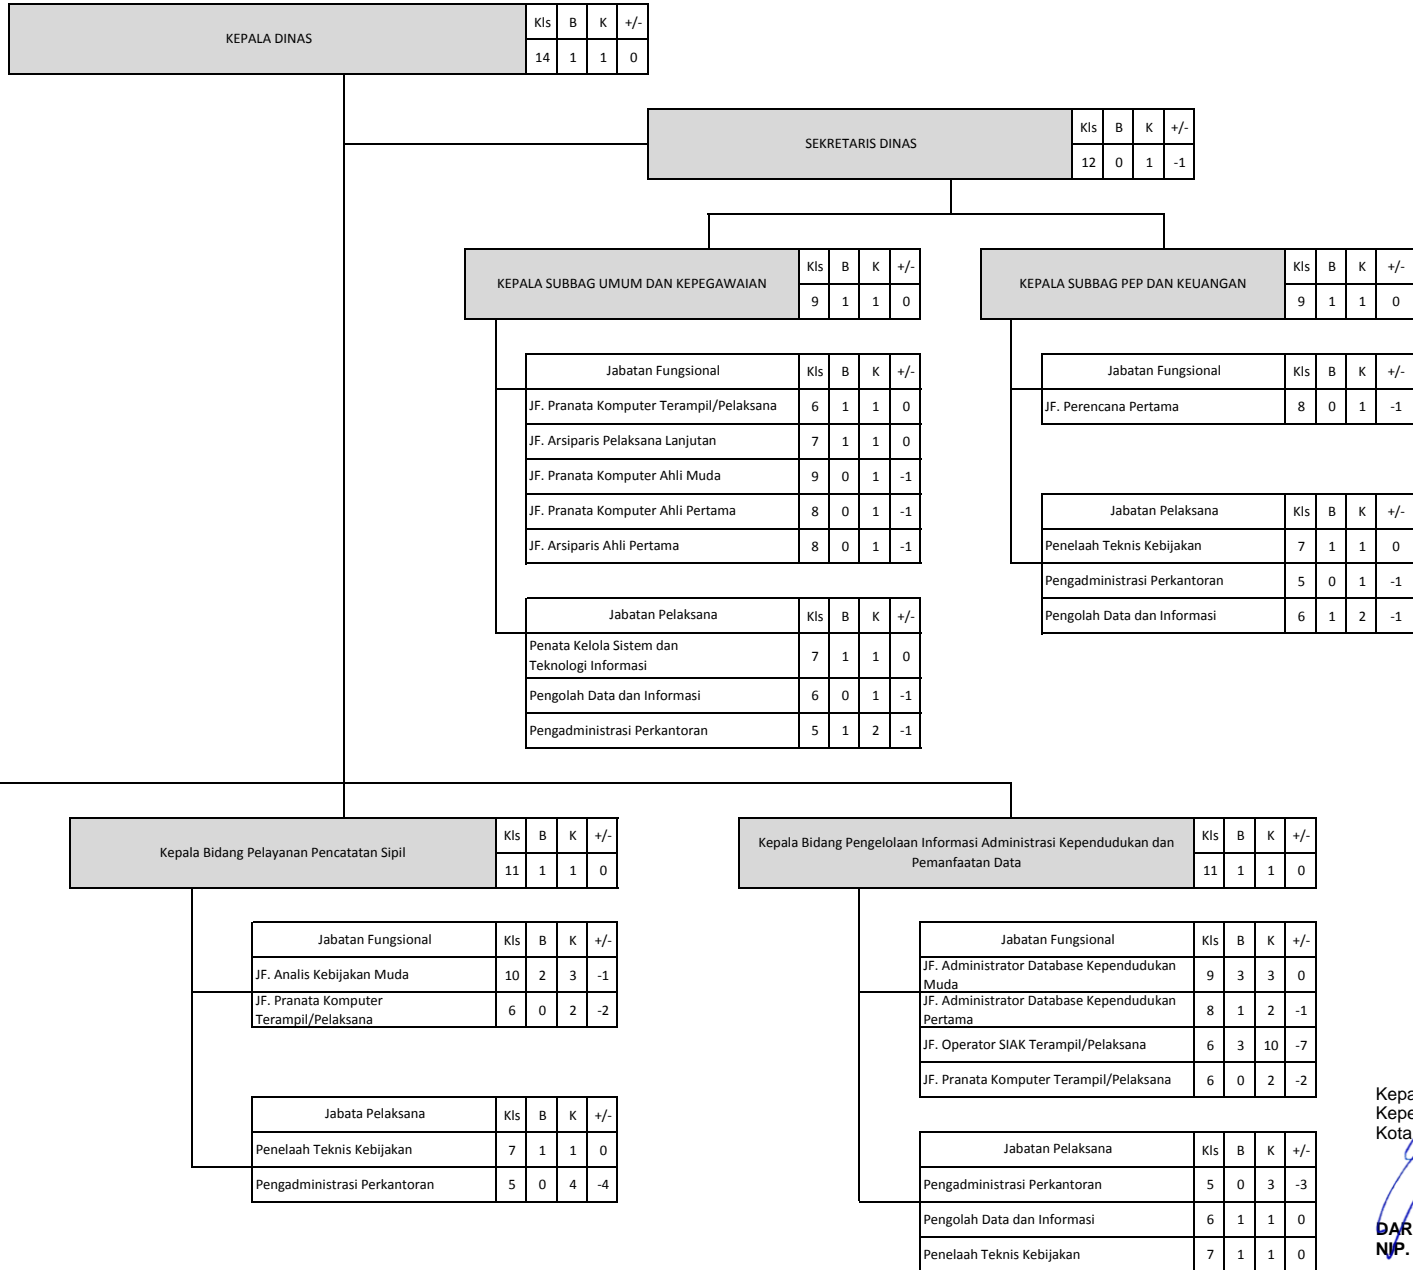 KEPALA DINAS
Kls B K +/-
14 1 1 0
SEKRETARIS DINAS
Kls B K +/-
12 0 1 -1
KEPALA SUBBAG UMUM DAN KEPEGAWAIAN
Kls B K +/-
9 1 1 0
Jabatan Fungsional Kls B K +/-
JF. Pranata Komputer Terampil/Pelaksana 6 1 1 0
JF. Arsiparis Pelaksana Lanjutan 7 1 1 0
JF. Pranata Komputer Ahli Muda 9 0 1 -1
JF. Pranata Komputer Ahli Pertama 8 0 1 -1
JF. Arsiparis Ahli Pertama 8 0 1 -1
Jabatan Pelaksana Kls B K +/-
Penata Kelola Sistem dan
Teknologi Informasi 7 1 1 0
Pengolah Data dan Informasi 6 0 1 -1
Pengadministrasi Perkantoran 5 1 2 -1
KEPALA SUBBAG PEP DAN KEUANGAN
Kls B K +/-
9 1 1 0
Jabatan Fungsional Kls B K +/-
JF. Perencana Pertama 8 0 1 -1
Jabatan Pelaksana Kls B K +/-
Penelaah Teknis Kebijakan 7 1 1 0
Pengadministrasi Perkantoran 5 0 1 -1
Pengolah Data dan Informasi 6 1 2 -1
Kepala Bidang Pelayanan Pencatatan Sipil
Kls B K +/-
11 1 1 0
Jabatan Fungsional Kls B K +/-
JF. Analis Kebijakan Muda 10 2 3 -1
JF. Pranata Komputer
Terampil/Pelaksana 6 0 2 -2
Jabata Pelaksana Kls B K +/-
Penelaah Teknis Kebijakan 7 1 1 0
Pengadministrasi Perkantoran 5 0 4 -4
Kepala Bidang Pengelolaan Informasi Administrasi Kependudukan dan
Pemanfaatan Data
Kls B K +/-
11 1 1 0
Jabatan Fungsional Kls B K +/-
JF. Administrator Database Kependudukan
Muda 9 3 3 0
JF. Administrator Database Kependudukan
Pertama 8 1 2 -1
JF. Operator SIAK Terampil/Pelaksana 6 3 10 -7
JF. Pranata Komputer Terampil/Pelaksana 6 0 2 -2
Jabatan Pelaksana Kls B K +/-
Pengadministrasi Perkantoran 5 0 3 -3
Pengolah Data dan Informasi 6 1 1 0
Penelaah Teknis Kebijakan 7 1 1 0
Kepa
Kepe
Kota
DAR
NIP.